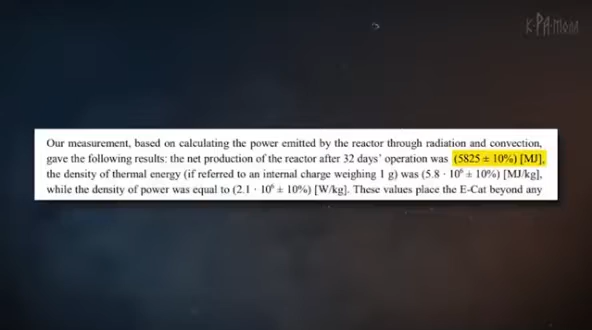 К-РАмола
Our measurement, based on calculating the power emitted by the reactor through radiation and convection,
gave the following results: the net production of the reactor after 32 days' operation was (5825 ± 10%) [MJ],
the density of thermal energy (if referred to an internal charge weighing 1 g) was (5.8 · 10⁶ ± 10%) [MJ/kg],
while the density of power was equal to (2.1 · 10⁶ ± 10%) [W/kg]. These values place the E-Cat beyond any